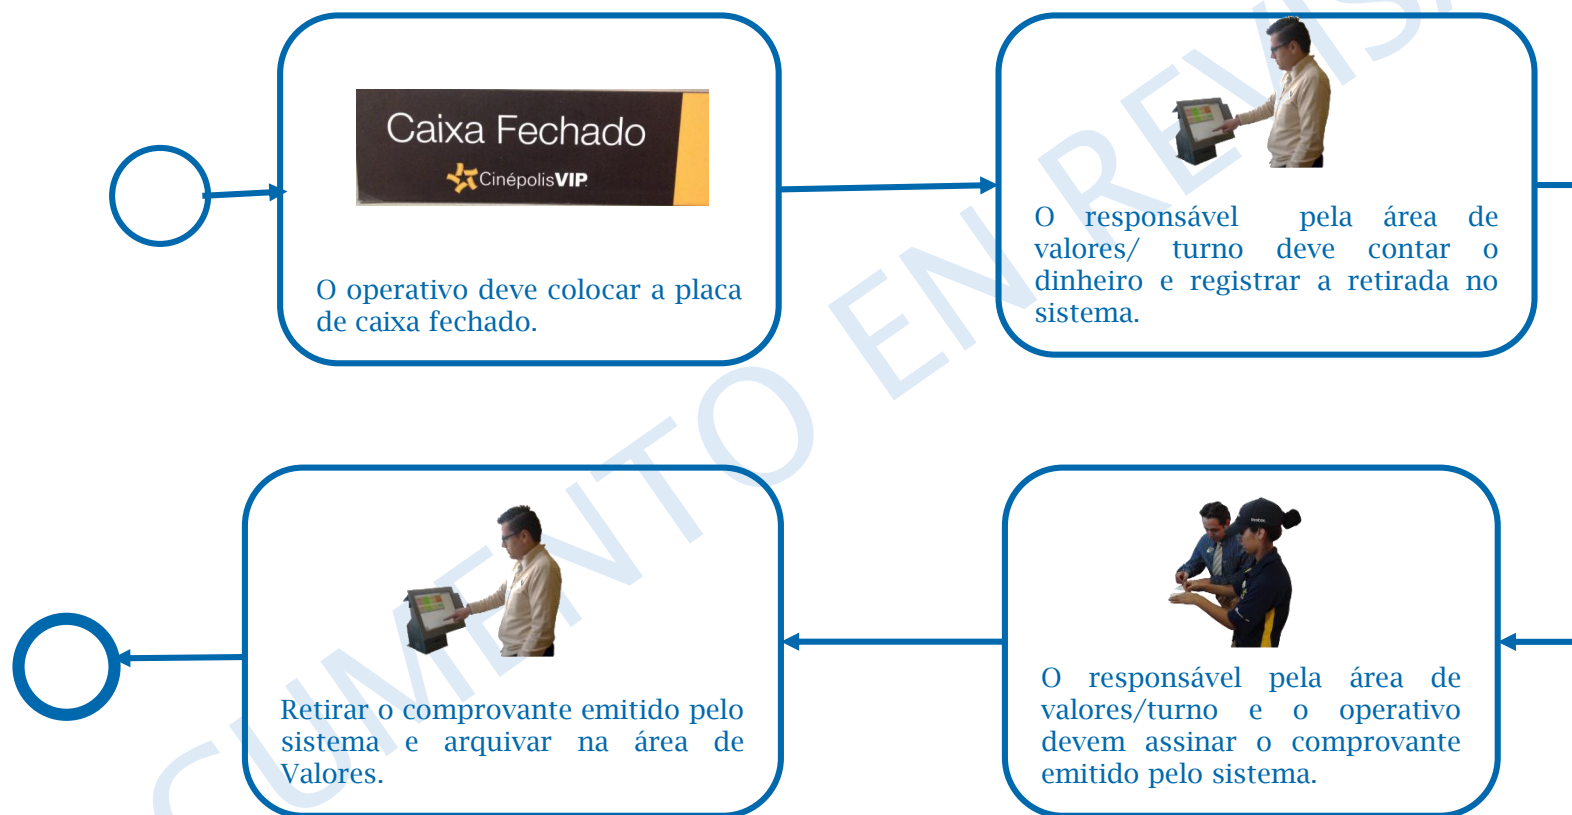 Caixa Fechado
CinépolisVIP
O operativo deve colocar a placa
de caixa fechado.
O responsável pela área de
valores/ turno deve contar o
dinheiro e registrar a retirada no
sistema.
Retirar o comprovante emitido pelo
sistema e arquivar na área de
Valores.
O responsável pela área de
valores/turno e o operativo
devem assinar o comprovante
emitido pelo sistema.
CUMENTO EN REVISA